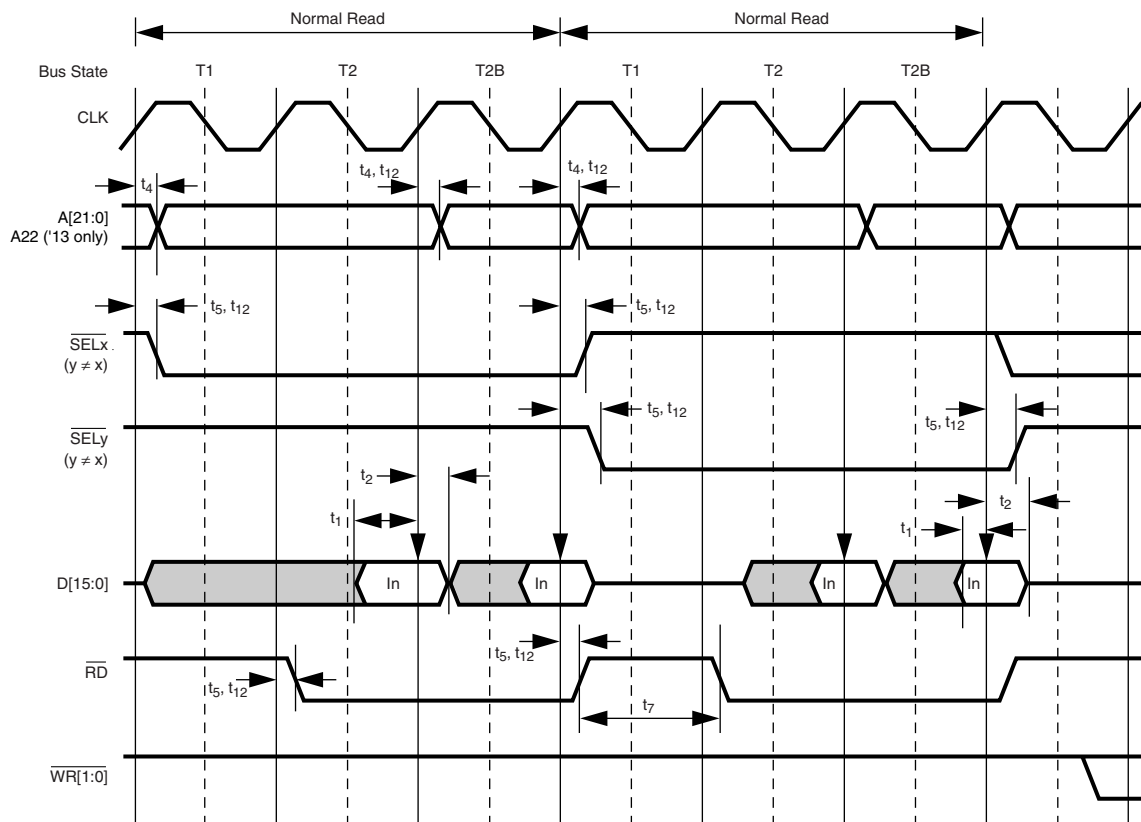 Normal Read Normal Read
Bus State T1 T2 T2B T1 T2 T2B
CLK
t4 t4, t12 t4, t12
A[21:0]
A22 ('13 only)
t5, t12 t5, t12
SELx
(y ≠ x)
t5, t12 t5, t12
SELy
(y ≠ x)
t2 t2
t1 t1
D[15:0] In In In In
t5, t12
RD
t5, t12
t7
WR[1:0]